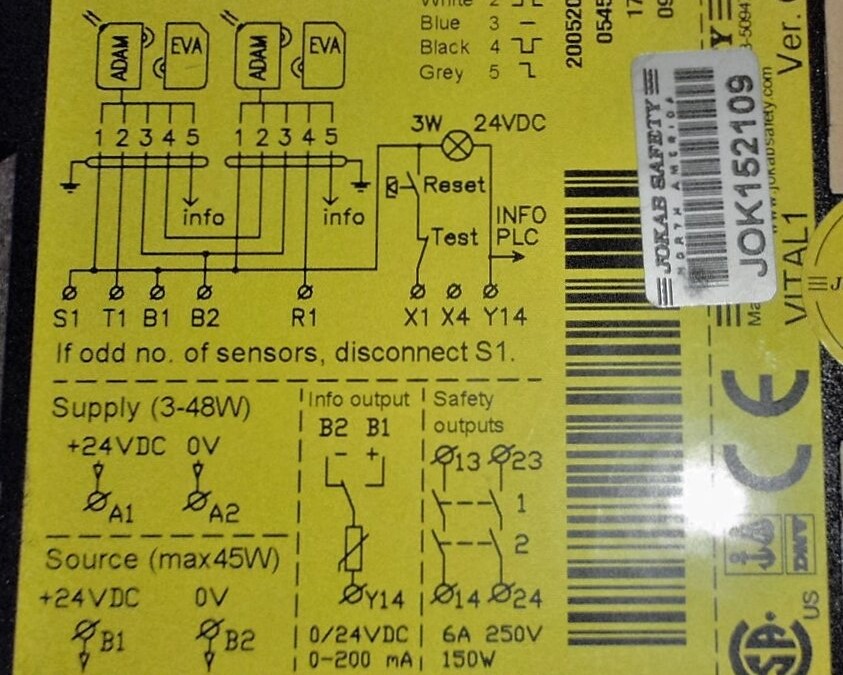 White 2
Blue 3
Black 4
Grey 5
ADAM EVA ADAM EVA
1 2 3 4 5 1 2 3 4 5
3W 24VDC
Reset
info info
INFO
PLC
Test
S1 T1 B1 B2 R1 X1 X4 Y14
If odd no. of sensors, disconnect S1.
Supply (3-48W)
+24VDC 0V
A1 A2
Source (max45W)
+24VDC 0V
B1 B2
Info output
B2 B1
- +
Y14
0/24VDC
0-200 mA
Safety
outputs
13 23
1
2
14 24
6A 250V
150W
200520
0545
17
09
JOKAB SAFETY
NORTH AMERICA
JOK152109
www.jokabsafety.com
VITAL1
Ver.
CE
US